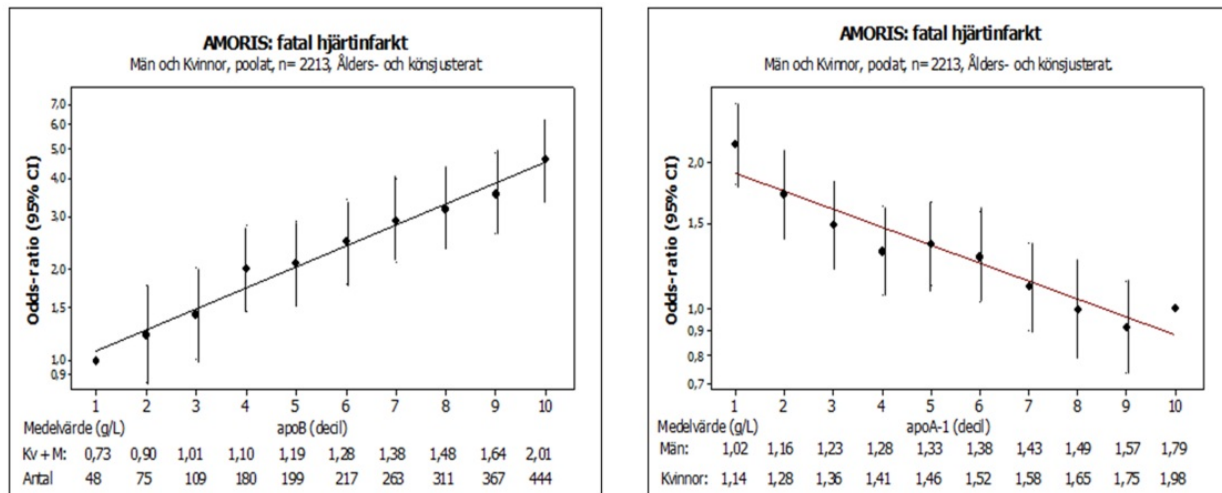 AMORIS: fatal hjärtinfarkt
Män och Kvinnor, poolat, n= 2213, Ålders- och könsjusterat
Odds-ratio (95% CI)
7,0
5,0
4,0
3,0
2,0
1,5
1,0
0,9
1 2 3 4 5 6 7 8 9 10
Medelvärde (g/L) apoB (decil)
Kv + M: 0,73 0,90 1,01 1,10 1,19 1,28 1,38 1,48 1,64 2,01
Antal 48 75 109 180 199 217 263 311 367 444
AMORIS: fatal hjärtinfarkt
Män och Kvinnor, poolat, n= 2213, Ålders- och könsjusterat.
Odds-ratio (95% CI)
2,0
1,5
1,0
0,9
0,8
0,7
1 2 3 4 5 6 7 8 9 10
Medelvärde (g/L) apoA-1 (decil)
Män: 1,02 1,16 1,23 1,28 1,33 1,38 1,43 1,49 1,57 1,79
Kvinnor: 1,14 1,28 1,36 1,41 1,46 1,52 1,58 1,65 1,75 1,98